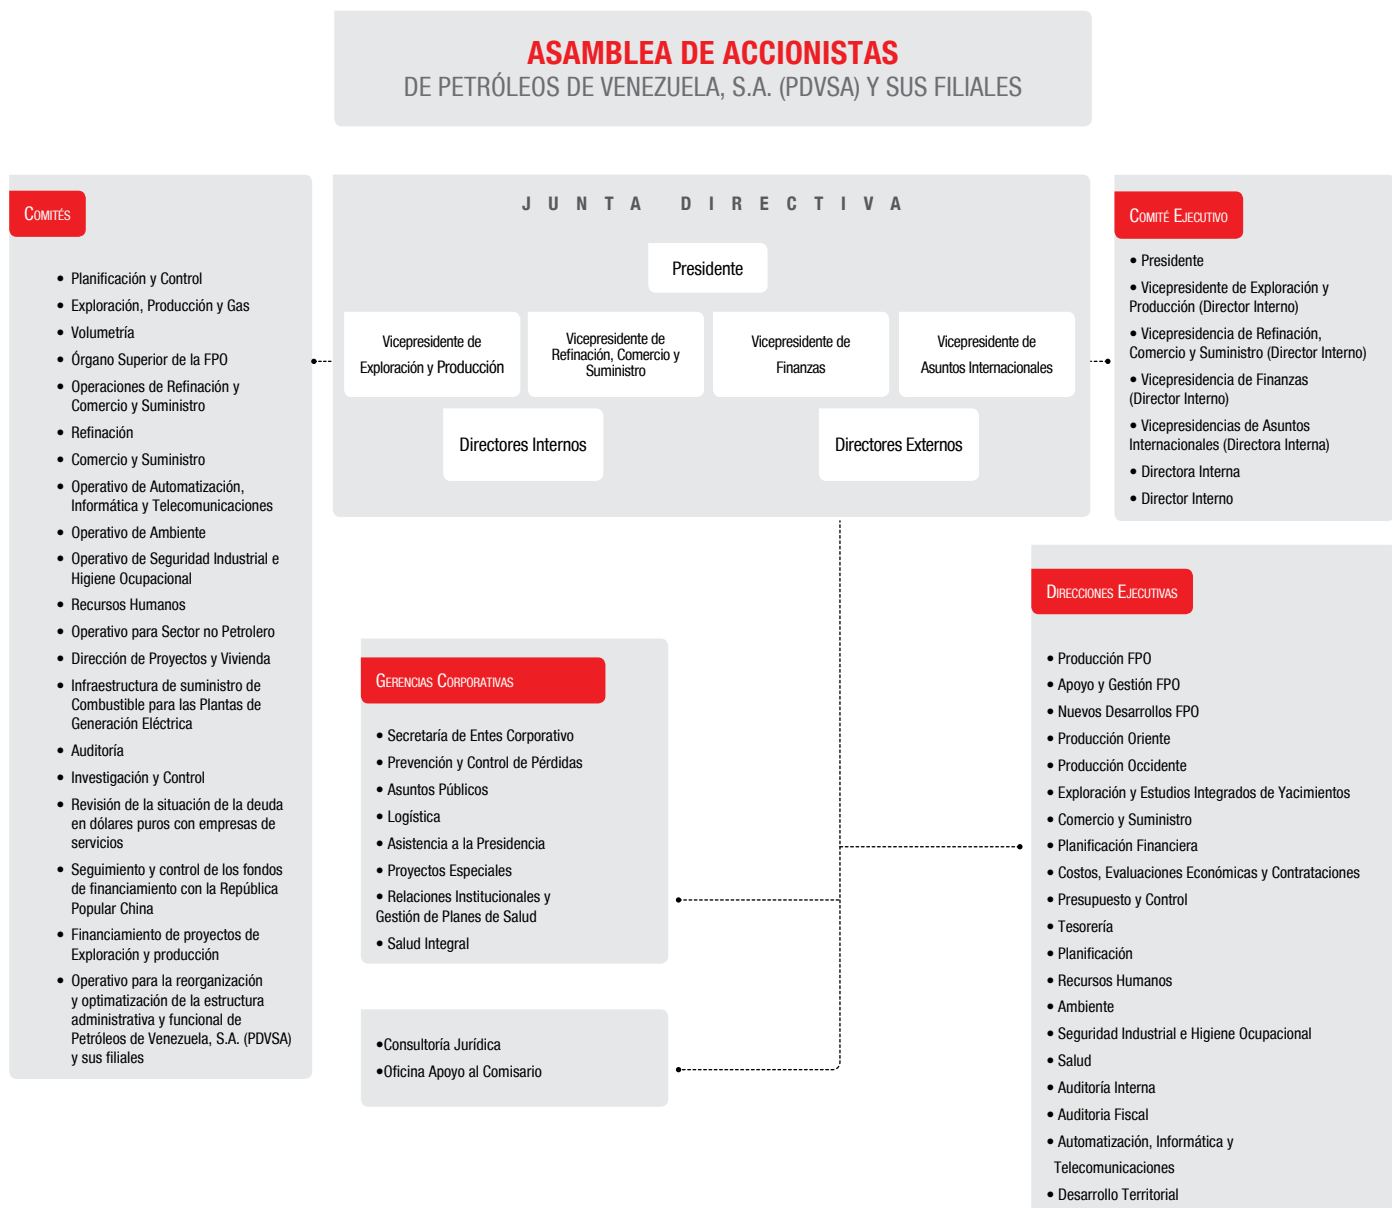 ASAMBLEA DE ACCIONISTAS
DE PETRÓLEOS DE VENEZUELA, S.A. (PDVSA) Y SUS FILIALES
Comités
• Planificación y Control
• Exploración, Producción y Gas
• Volumetría
• Órgano Superior de la FPO
• Operaciones de Refinación y
Comercio y Suministro
• Refinación
• Comercio y Suministro
• Operativo de Automatización,
Informática y Telecomunicaciones
• Operativo de Ambiente
• Operativo de Seguridad Industrial e
Higiene Ocupacional
• Recursos Humanos
• Operativo para Sector no Petrolero
• Dirección de Proyectos y Vivienda
• Infraestructura de suministro de
Combustible para las Plantas de
Generación Eléctrica
• Auditoría
• Investigación y Control
• Revisión de la situación de la deuda
en dólares puros con empresas de
servicios
• Seguimiento y control de los fondos
de financiamiento con la República
Popular China
• Financiamiento de proyectos de
Exploración y producción
• Operativo para la reorganización
y optimatización de la estructura
administrativa y funcional de
Petróleos de Venezuela, S.A. (PDVSA)
y sus filiales
JUNTA DIRECTIVA
Presidente
Vicepresidente de
Exploración y Producción
Vicepresidente de
Refinación, Comercio y
Suministro
Vicepresidente de
Finanzas
Vicepresidente de
Asuntos Internacionales
Directores Internos
Directores Externos
Comité Ejecutivo
• Presidente
• Vicepresidente de Exploración y
Producción (Director Interno)
• Vicepresidencia de Refinación,
Comercio y Suministro (Director Interno)
• Vicepresidencia de Finanzas
(Director Interno)
• Vicepresidencias de Asuntos
Internacionales (Directora Interna)
• Directora Interna
• Director Interno
Gerencias Corporativas
• Secretaría de Entes Corporativo
• Prevención y Control de Pérdidas
• Asuntos Públicos
• Logística
• Asistencia a la Presidencia
• Proyectos Especiales
• Relaciones Institucionales y
Gestión de Planes de Salud
• Salud Integral
•Consultoría Jurídica
•Oficina Apoyo al Comisario
Direcciones Ejecutivas
• Producción FPO
• Apoyo y Gestión FPO
• Nuevos Desarrollos FPO
• Producción Oriente
• Producción Occidente
• Exploración y Estudios Integrados de Yacimientos
• Comercio y Suministro
• Planificación Financiera
• Costos, Evaluaciones Económicas y Contrataciones
• Presupuesto y Control
• Tesorería
• Planificación
• Recursos Humanos
• Ambiente
• Seguridad Industrial e Higiene Ocupacional
• Salud
• Auditoría Interna
• Auditoria Fiscal
• Automatización, Informática y
Telecomunicaciones
• Desarrollo Territorial